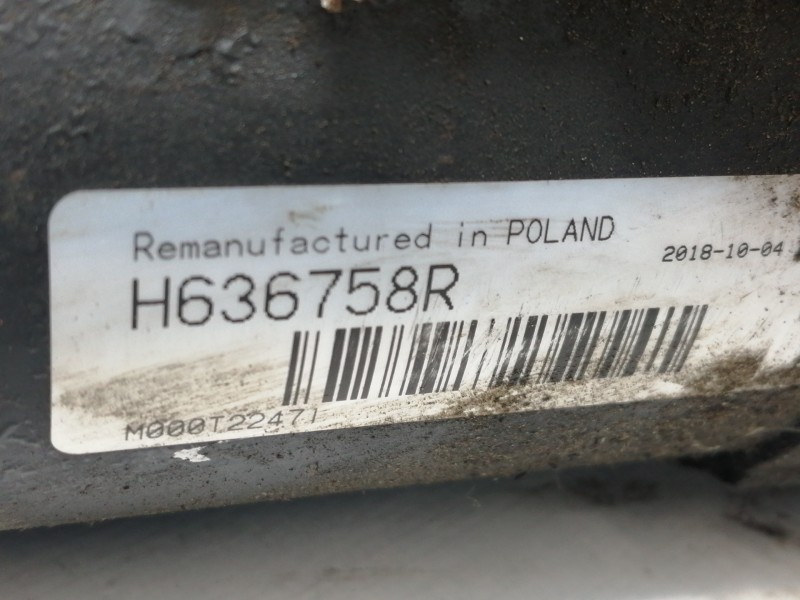 Remanufactured in POLAND
2018-10-04
H636758R
M000T22471